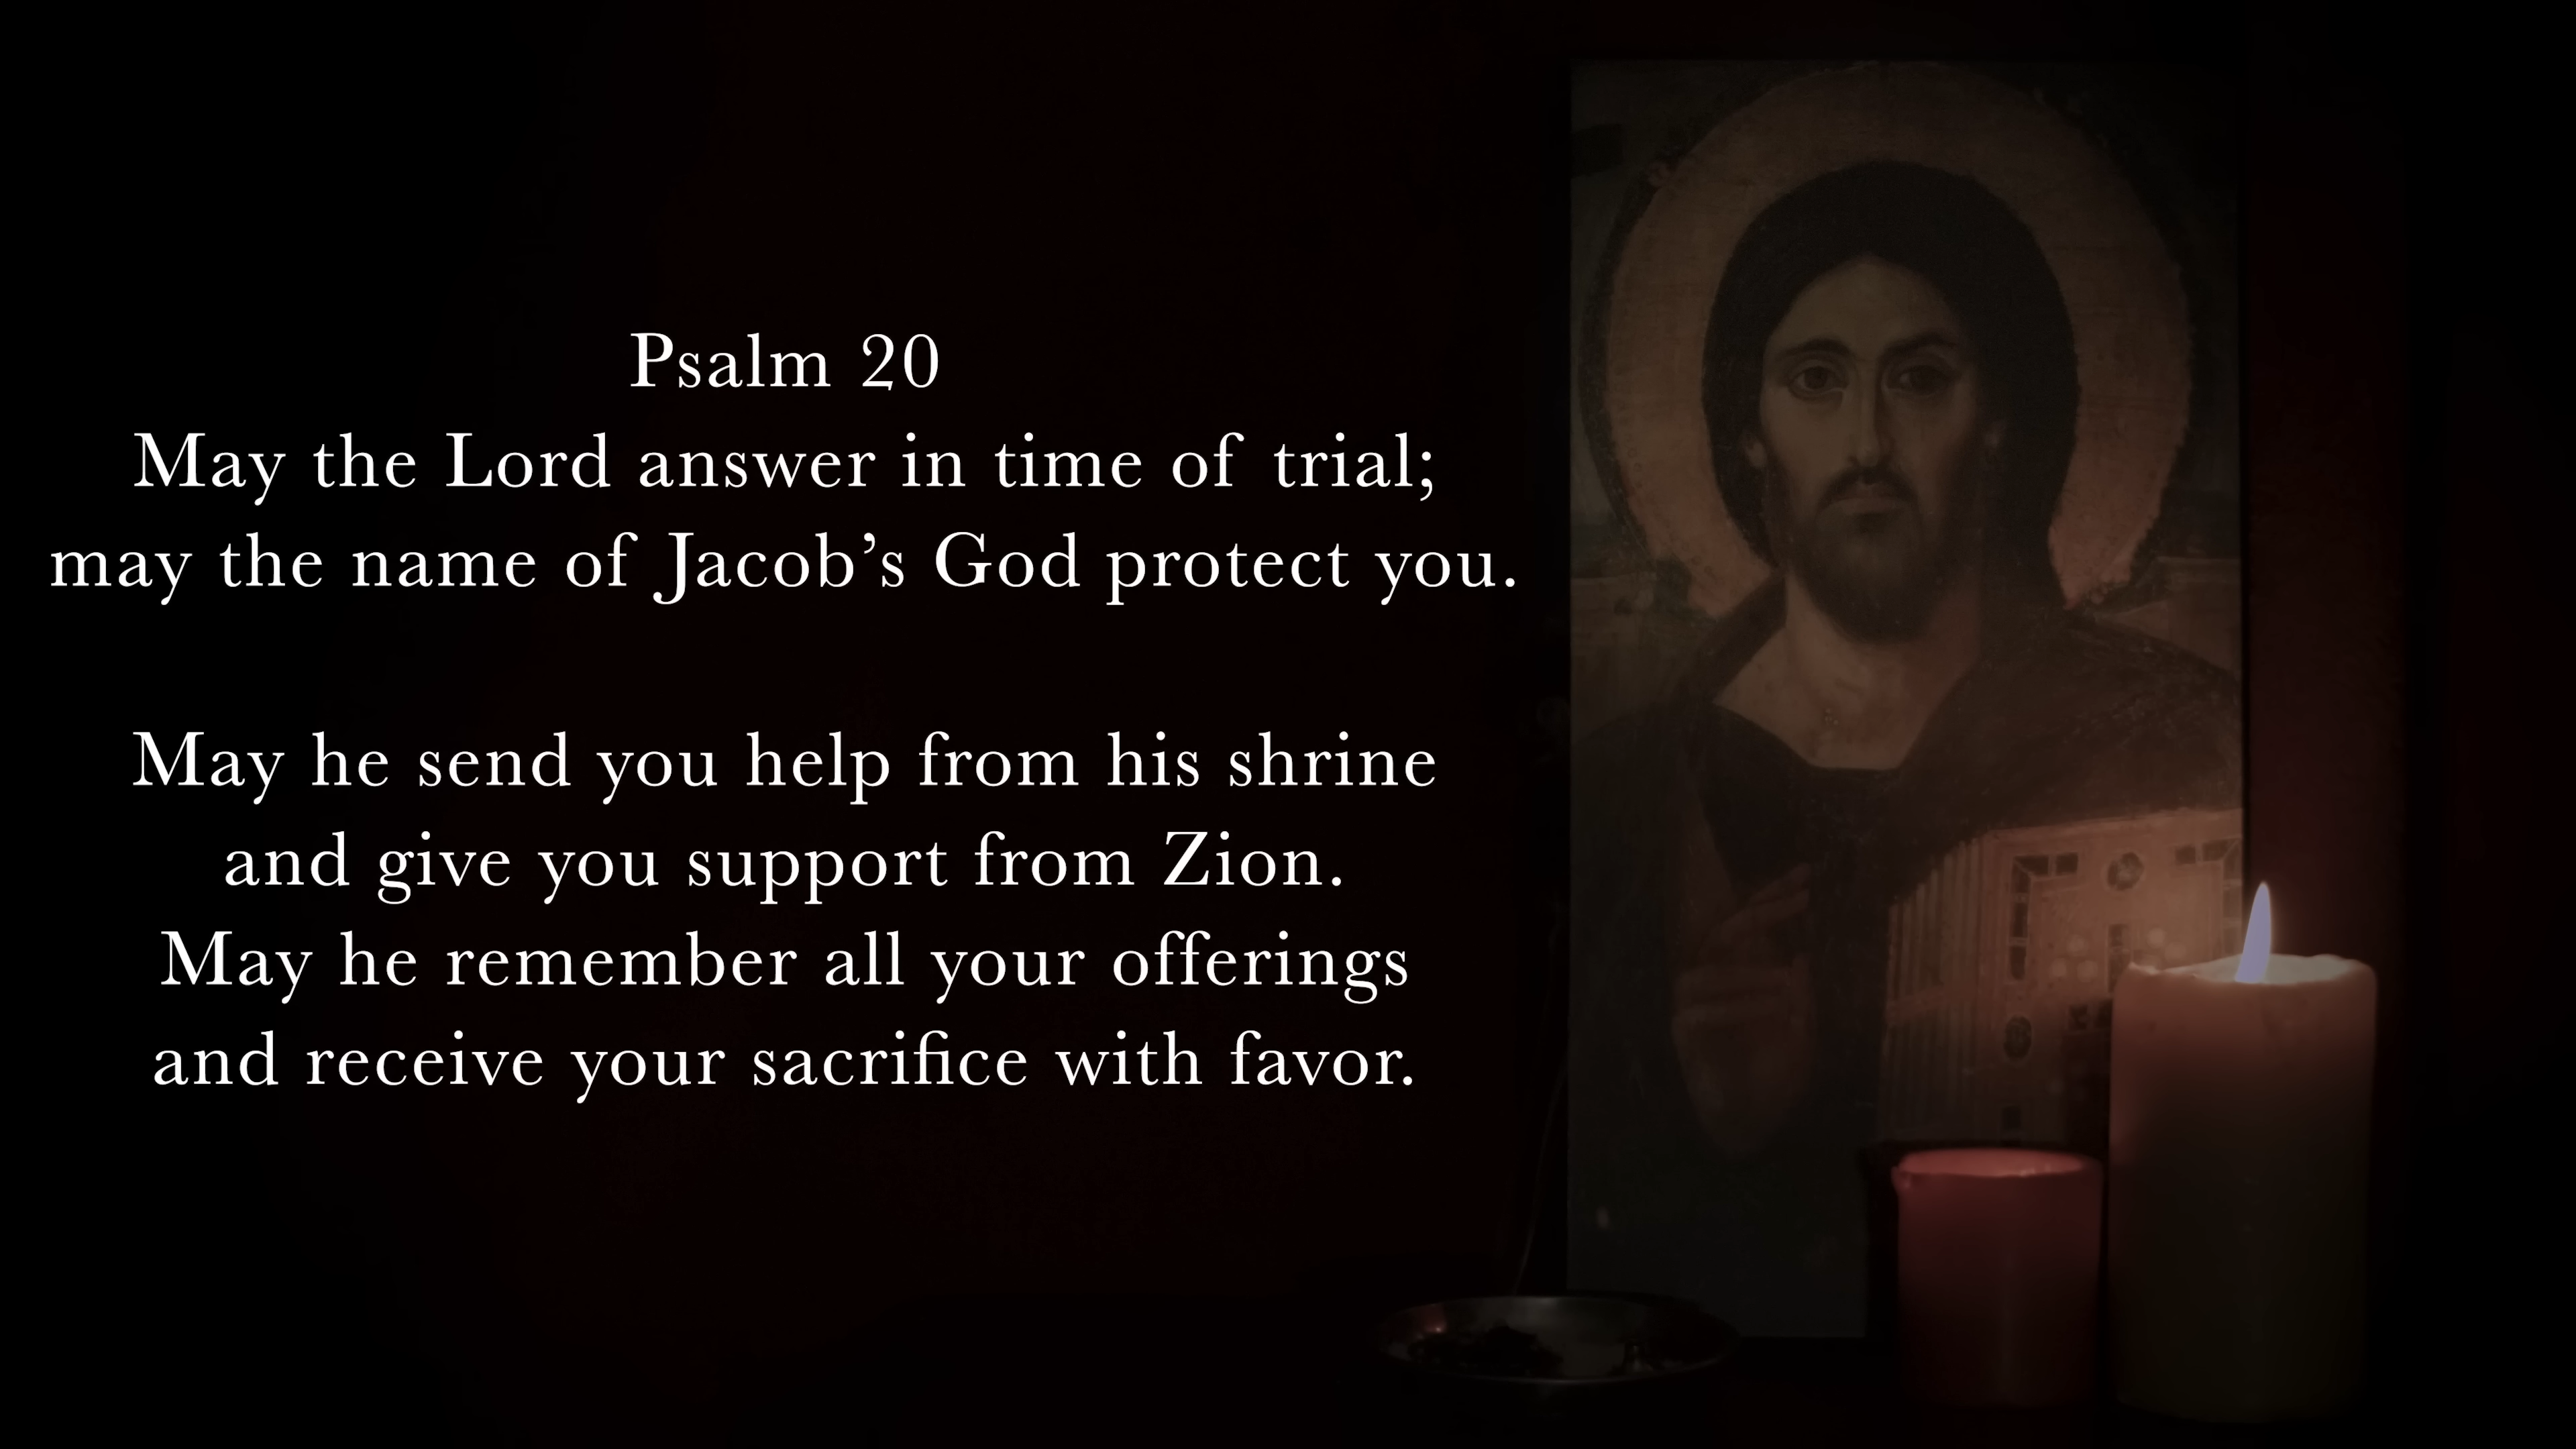 Psalm 20
May the Lord answer in time of trial;
may the name of Jacob’s God protect you.
May he send you help from his shrine
and give you support from Zion.
May he remember all your offerings
and receive your sacrifice with favor.